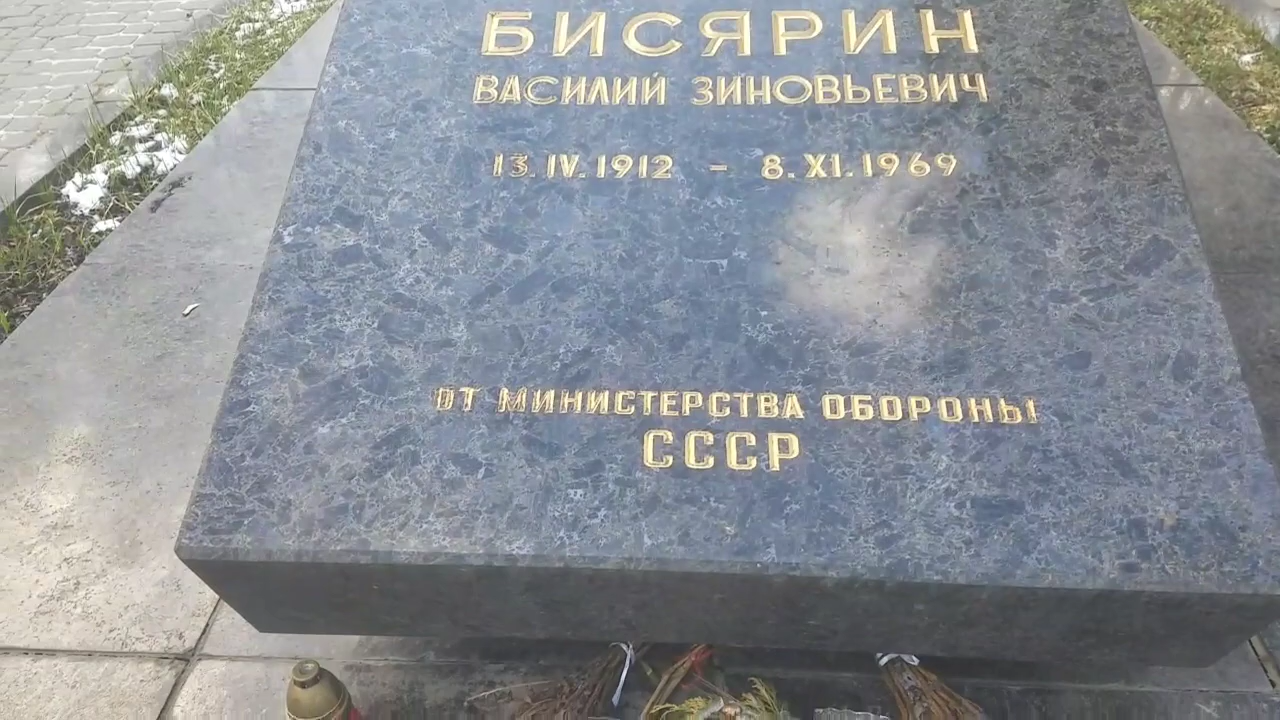 БИСЯРИН
ВАСИЛИЙ ЗИНОВЬЕВИЧ
13.IV.1912 – 8.XI.1969
ОТ МИНИСТЕРСТВА ОБОРОНЫ
СССР